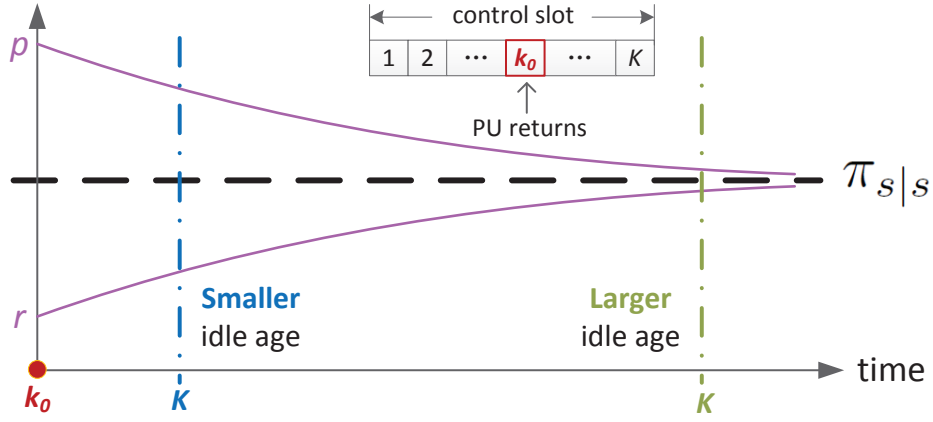 control slot
1 2 ... k0 ... K
PU returns
p
πs|s
r
Smaller
idle age
Larger
idle age
time
k0
K
K